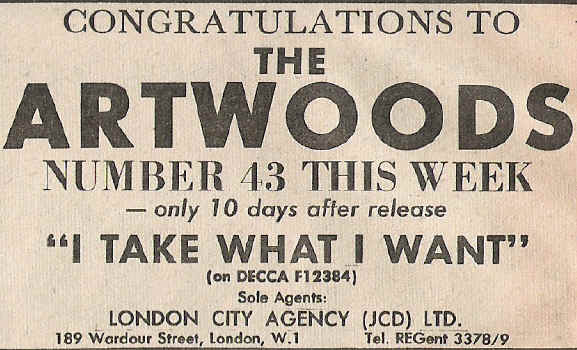 CONGRATULATIONS TO
THE
ARTWOODS
NUMBER 43 THIS WEEK
— only 10 days after release
“I TAKE WHAT I WANT”
(on DECCA F12384)
Sole Agents:
LONDON CITY AGENCY (JCD) LTD.
189 Wardour Street, London, W.1 Tel. REGent 3378/9